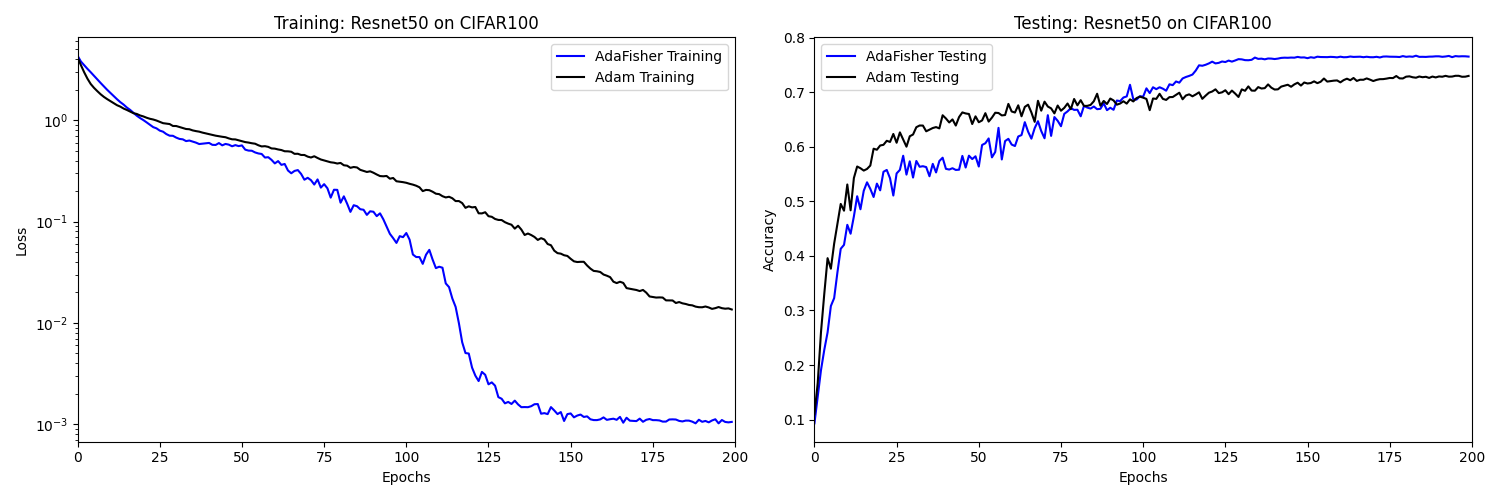 Training: Resnet50 on CIFAR100
AdaFisher Training
Adam Training
10⁰
10⁻¹
10⁻²
10⁻³
Loss
0 25 50 75 100 125 150 175 200
Epochs
Testing: Resnet50 on CIFAR100
AdaFisher Testing
Adam Testing
0.8
0.7
0.6
0.5
0.4
0.3
0.2
0.1
Accuracy
0 25 50 75 100 125 150 175 200
Epochs